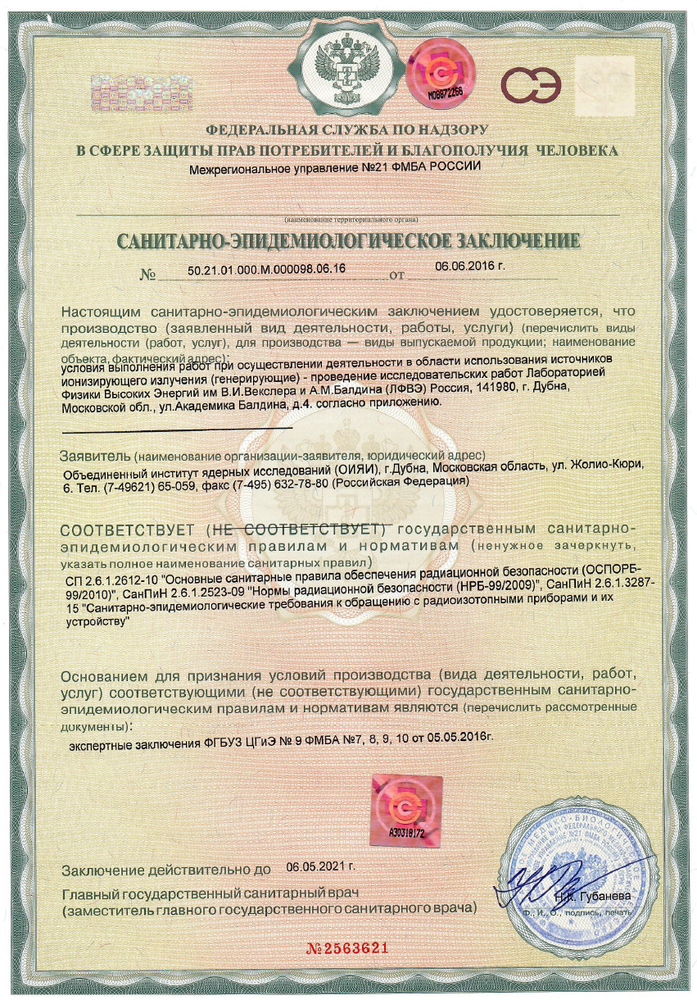 M08872266
СЭ
ФЕДЕРАЛЬНАЯ СЛУЖБА ПО НАДЗОРУ
В СФЕРЕ ЗАЩИТЫ ПРАВ ПОТРЕБИТЕЛЕЙ И БЛАГОПОЛУЧИЯ ЧЕЛОВЕКА
Межрегиональное управление №21 ФМБА РОССИИ
(наименование территориального органа)
САНИТАРНО-ЭПИДЕМИОЛОГИЧЕСКОЕ ЗАКЛЮЧЕНИЕ
№ 50.21.01.000.М.000098.06.16 от 06.06.2016 г.
Настоящим санитарно-эпидемиологическим заключением удостоверяется, что
производство (заявленный вид деятельности, работы, услуги) (перечислить виды
деятельности (работ, услуг), для производства — виды выпускаемой продукции; наименование
объекта, фактический адрес):
условия выполнения работ при осуществлении деятельности в области использования источников
ионизирующего излучения (генерирующие) - проведение исследовательских работ Лабораторией
Физики Высоких Энергий им В.И.Векслера и А.М.Балдина (ЛФВЭ) Россия, 141980, г. Дубна,
Московской обл., ул.Академика Балдина, д.4. согласно приложению.
Заявитель (наименование организации-заявителя, юридический адрес)
Объединенный институт ядерных исследований (ОИЯИ), г.Дубна, Московская область, ул. Жолио-Кюри,
6. Тел. (7-49621) 65-059, факс (7-495) 632-78-80 (Российская Федерация)
СООТВЕТСТВУЕТ (НЕ СООТВЕТСТВУЕТ) государственным санитарно-
эпидемиологическим правилам и нормативам (ненужное зачеркнуть,
указать полное наименование санитарных правил)
СП 2.6.1.2612-10 "Основные санитарные правила обеспечения радиационной безопасности (ОСПОРБ-
99/2010)", СанПиН 2.6.1.2523-09 "Нормы радиационной безопасности (НРБ-99/2009)", СанПиН 2.6.1.3287-
15 "Санитарно-эпидемиологические требования к обращению с радиоизотопными приборами и их
устройству"
Основанием для признания условий производства (вида деятельности, работ,
услуг) соответствующими (не соответствующими) государственным санитарно-
эпидемиологическим правилам и нормативам являются (перечислить рассмотренные
документы):
экспертные заключения ФГБУЗ ЦГиЭ № 9 ФМБА №7, 8, 9, 10 от 05.05.2016г.
А30318172
Заключение действительно до 06.05.2021 г.
Главный государственный санитарный врач
(заместитель главного государственного санитарного врача)
Н.К. Губанева
Ф., И., О., подпись, печать
№2563621